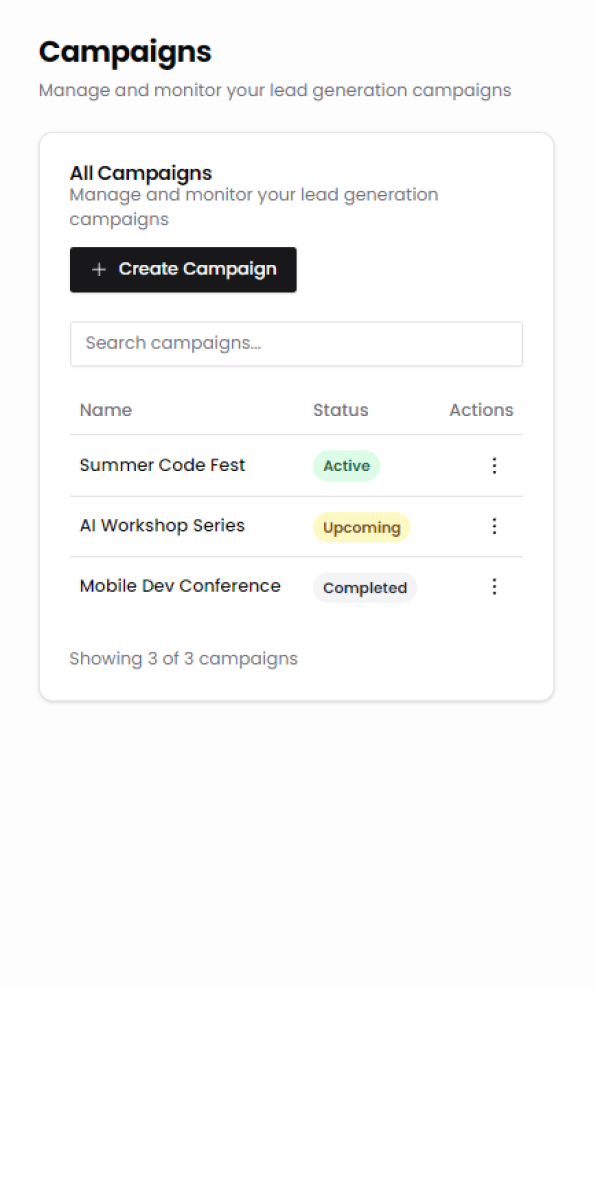 Campaigns
Manage and monitor your lead generation campaigns
All Campaigns
Manage and monitor your lead generation
campaigns
+ Create Campaign
Search campaigns...
Name Status Actions
Summer Code Fest Active
AI Workshop Series Upcoming
Mobile Dev Conference Completed
Showing 3 of 3 campaigns